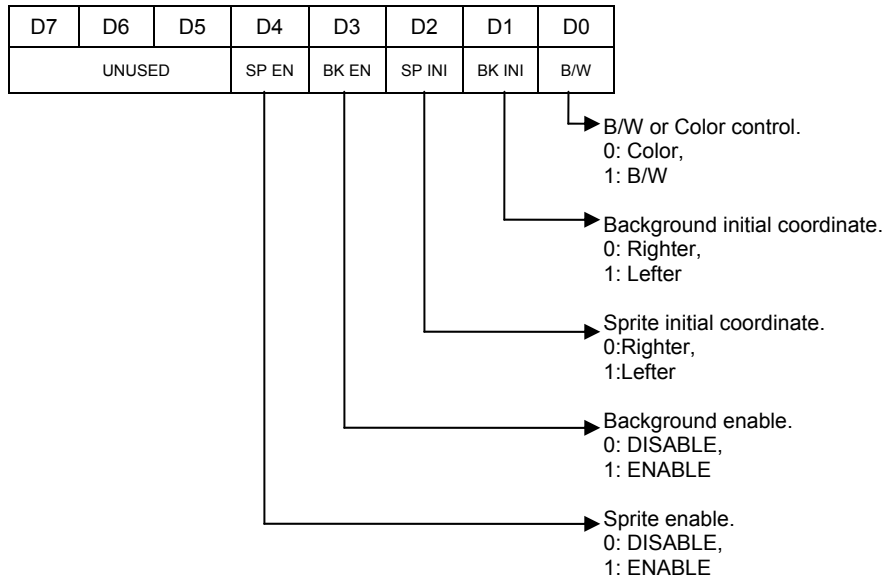 D7 D6 D5 D4 D3 D2 D1 D0
UNUSED SP EN BK EN SP INI BK INI B/W
B/W or Color control.
0: Color,
1: B/W
Background initial coordinate.
0: Righter,
1: Lefter
Sprite initial coordinate.
0:Righter,
1:Lefter
Background enable.
0: DISABLE,
1: ENABLE
Sprite enable.
0: DISABLE,
1: ENABLE